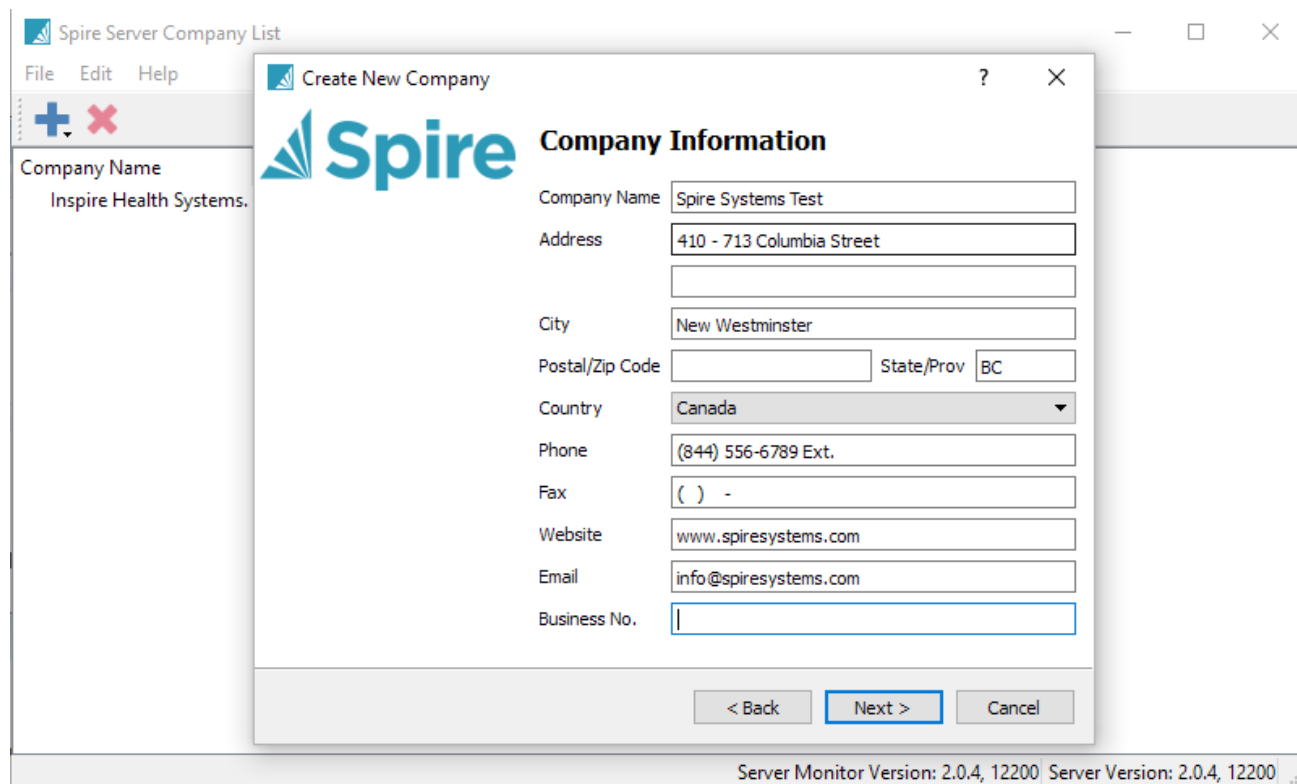 Spire Server Company List
File Edit Help
Create New Company
?
Spire
Company Information
Company Name
Inspire Health Systems.
Company Name Spire Systems Test
Address 410 - 713 Columbia Street
City New Westminster
Postal/Zip Code State/Prov BC
Country Canada
Phone (844) 556-6789 Ext.
Fax ( ) -
Website www.spiresystems.com
Email info@spiresystems.com
Business No.
< Back Next > Cancel
Server Monitor Version: 2.0.4, 12200 Server Version: 2.0.4, 12200